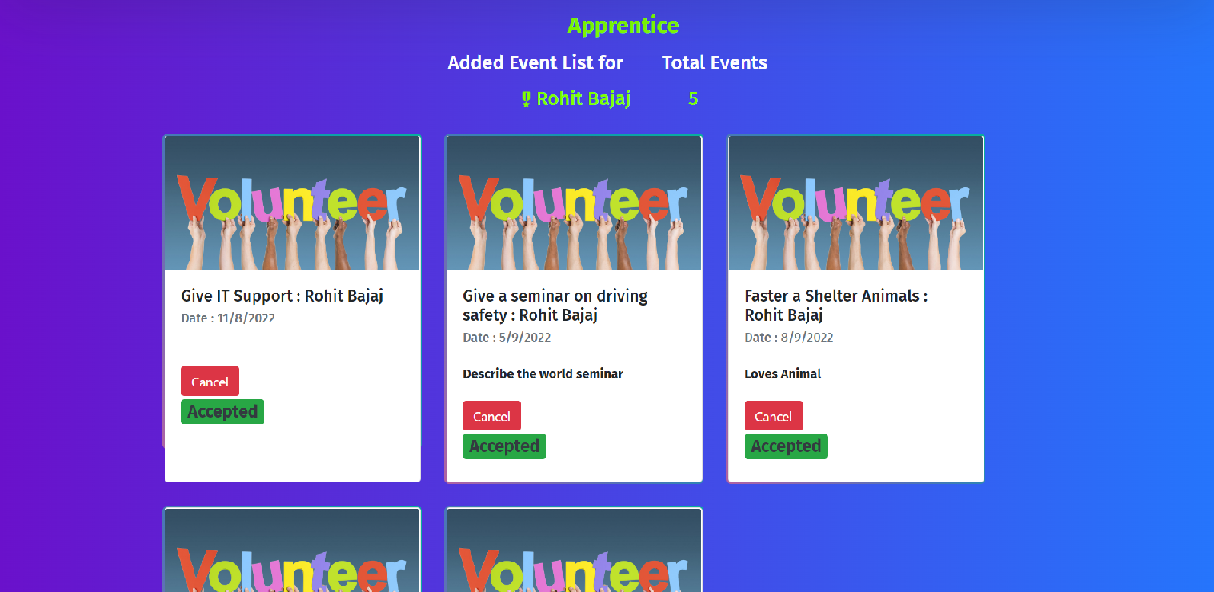 Apprentice
Added Event List for Total Events
Rohit Bajaj 5
Volunteer Volunteer Volunteer
Give IT Support : Rohit Bajaj
Date : 11/8/2022
Cancel
Accepted
Give a seminar on driving
safety : Rohit Bajaj
Date : 5/9/2022
Describe the world seminar
Cancel
Accepted
Faster a Shelter Animals :
Rohit Bajaj
Date : 8/9/2022
Loves Animal
Cancel
Accepted
Volunteer Volunteer